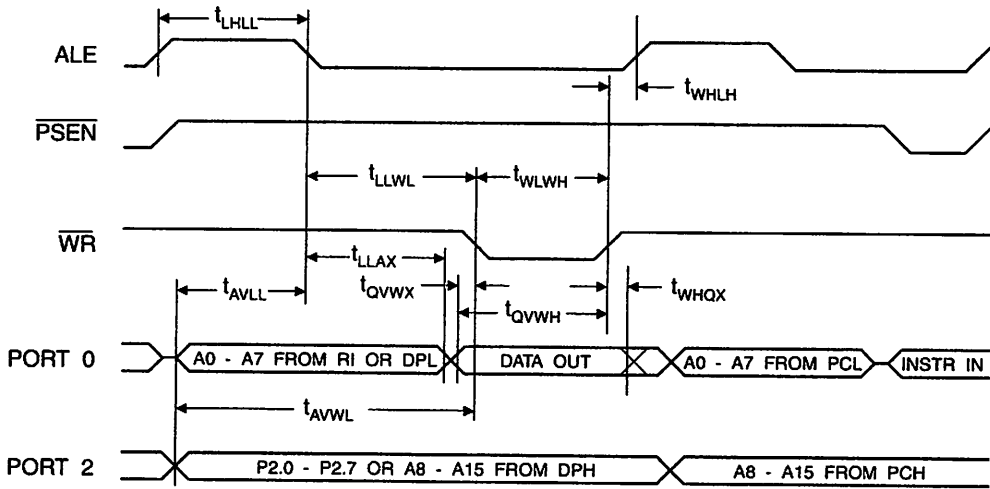 tLHLL
ALE
tWHLH
PSEN
tLLWL
tWLWH
WR
tLLAX
tAVLL
tQVWX
tWHQX
tQVWH
PORT 0
A0 - A7 FROM RI OR DPL
DATA OUT
A0 - A7 FROM PCL
INSTR IN
tAVWL
PORT 2
P2.0 - P2.7 OR A8 - A15 FROM DPH
A8 - A15 FROM PCH